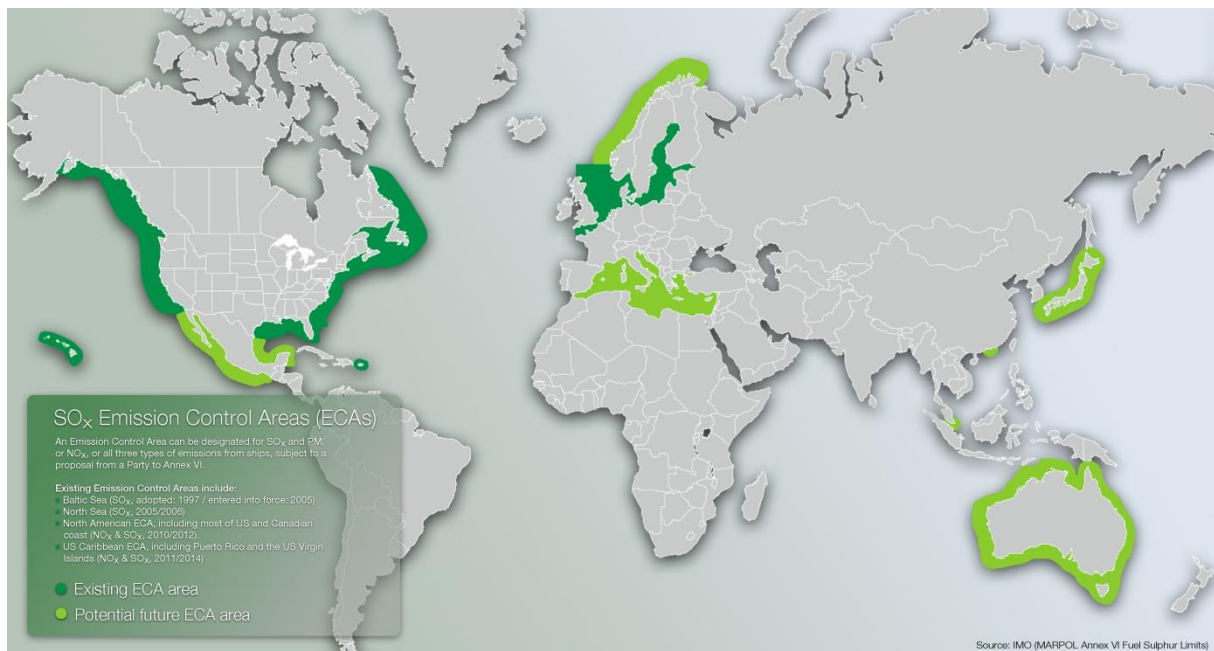 SOx Emission Control Areas (ECAs)
An Emission Control Area can be designated for SOx and PM,
or NOx, or all three types of emissions from ships, subject to a
proposal from a Party to Annex VI.
Existing Emission Control Areas include:
Baltic Sea (SOx, adopted: 1997 / entered into force: 2005)
North Sea (SOx, 2005/2006)
North American ECA, including most of US and Canadian
coast (NOx & SOx, 2010/2012).
US Caribbean ECA, including Puerto Rico and the US Virgin
Islands (NOx & SOx, 2011/2014)
Existing ECA area
Potential future ECA area
Source: IMO (MARPOL Annex VI Fuel Sulphur Limits)